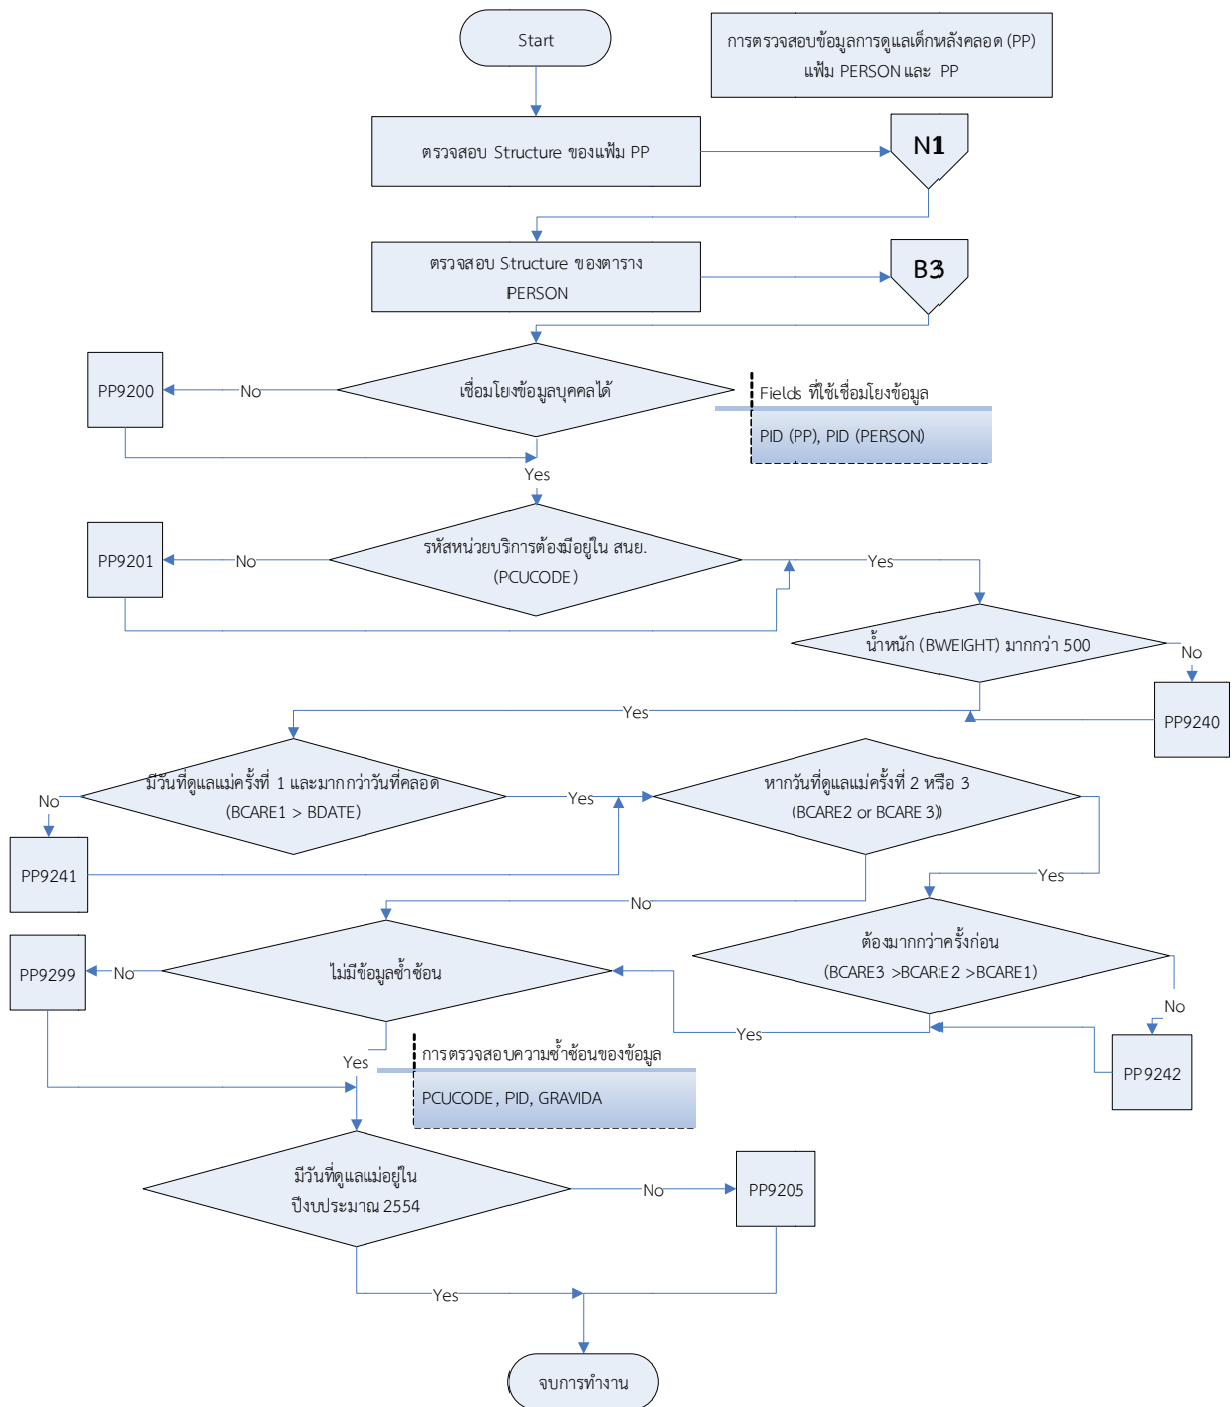 Start
การตรวจสอบข้อมูลการดูแลเด็กหลังคลอด (PP)
แฟ้ม PERSON และ PP
ตรวจสอบ Structure ของแฟ้ม PP
N1
ตรวจสอบ Structure ของตาราง
PERSON
B3
เชื่อมโยงข้อมูลบุคคลได้
No
PP9200
Fields ที่ใช้เชื่อมโยงข้อมูล
PID (PP), PID (PERSON)
Yes
รหัสหน่วยบริการต้องมีอยู่ใน สนย.
(PCUCODE)
No
PP9201
Yes
น้ำหนัก (BWEIGHT) มากกว่า 500
No
PP9240
Yes
มีวันที่ดูแลแม่ครั้งที่ 1 และมากกว่าวันที่คลอด
(BCARE1 > BDATE)
No
PP9241
Yes
หากวันที่ดูแลแม่ครั้งที่ 2 หรือ 3
(BCARE2 or BCARE 3))
Yes
No
ต้องมากกว่าครั้งก่อน
(BCARE3 >BCARE2 >BCARE1)
No
PP9242
Yes
ไม่มีข้อมูลซ้ำซ้อน
No
PP9299
Yes
การตรวจสอบความซ้ำซ้อนของข้อมูล
PCUCODE, PID, GRAVIDA
มีวันที่ดูแลแม่อยู่ใน
ปีงบประมาณ 2554
No
PP9205
Yes
จบการทำงาน